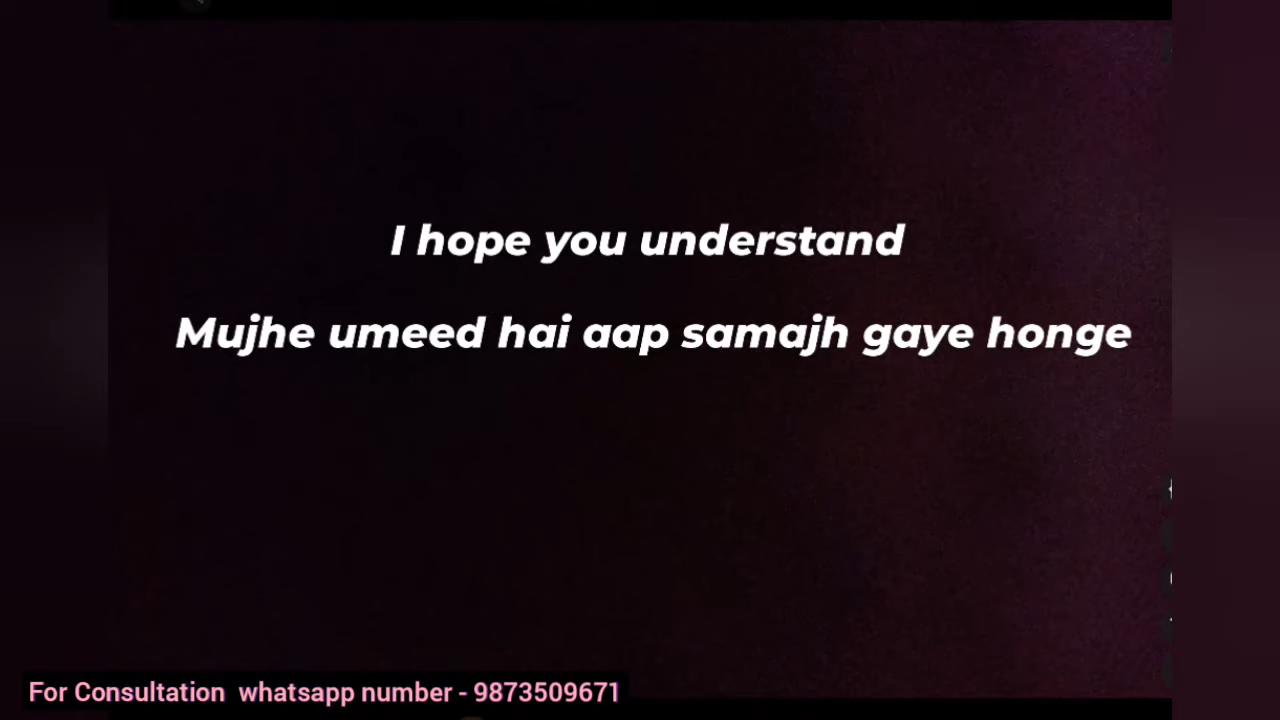 I hope you understand
Mujhe umeed hai aap samajh gaye honge
For Consultation whatsapp number - 9873509671